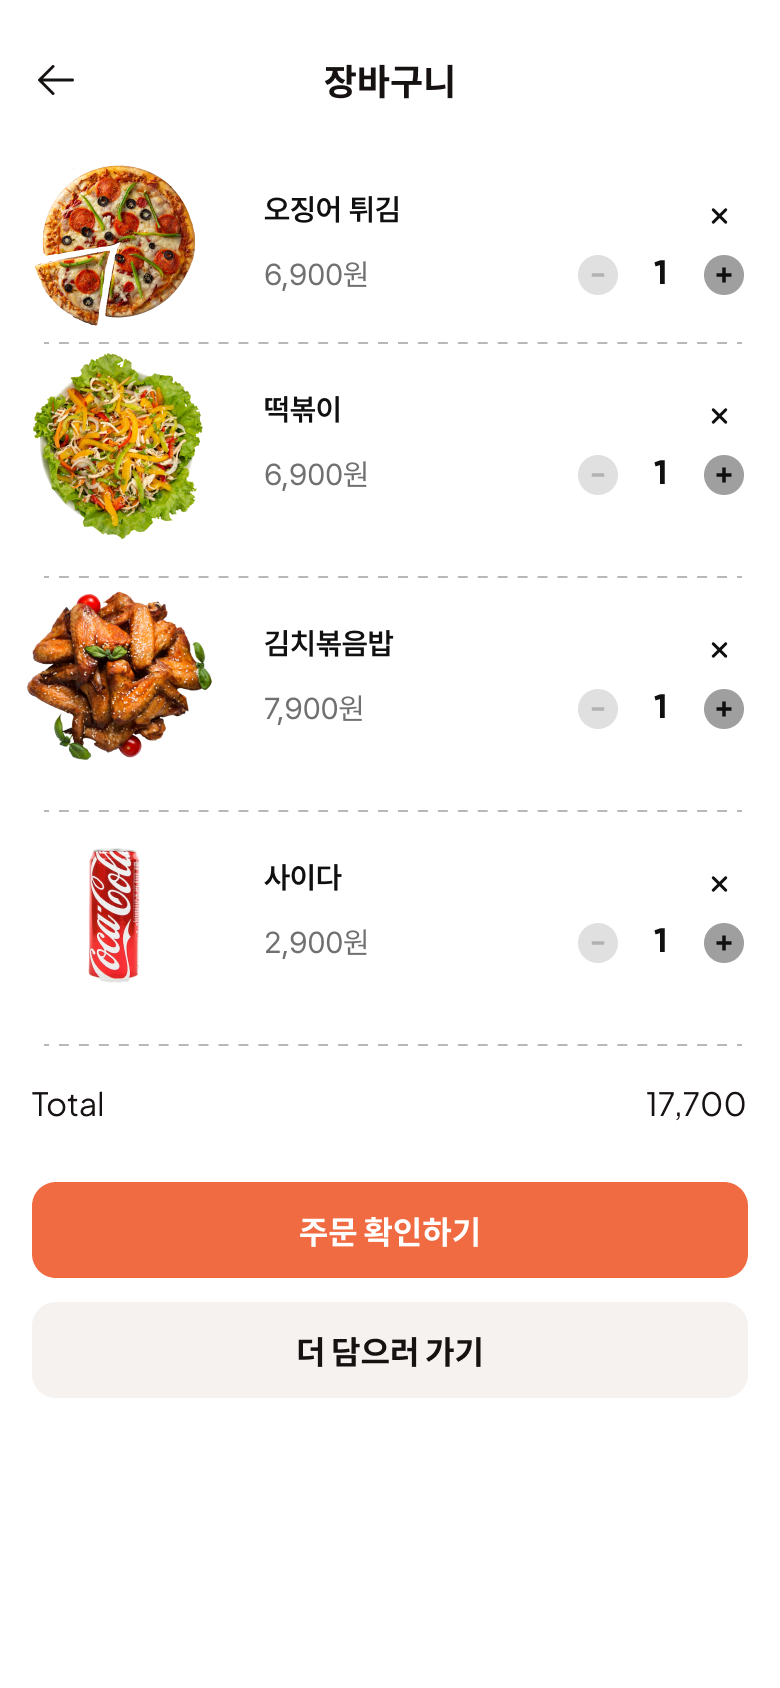 장바구니
오징어 튀김
6,900원
1
떡볶이
6,900원
1
김치볶음밥
7,900원
1
Coca-Cola
사이다
2,900원
1
Total 17,700
주문 확인하기
더 담으러 가기